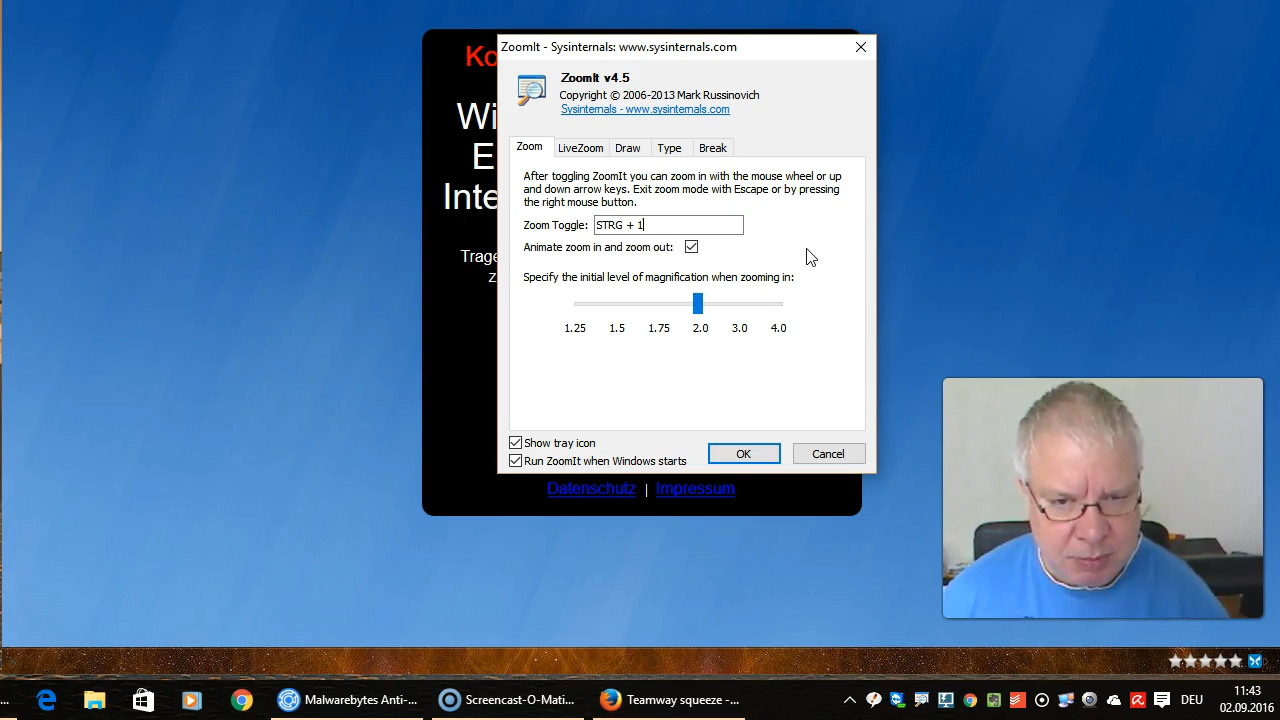 ZoomIt - Sysinternals: www.sysinternals.com
ZoomIt v4.5
Copyright © 2006-2013 Mark Russinovich
Sysinternals - www.sysinternals.com
Zoom LiveZoom Draw Type Break
After toggling ZoomIt you can zoom in with the mouse wheel or up
and down arrow keys. Exit zoom mode with Escape or by pressing
the right mouse button.
Zoom Toggle: STRG + 1
Animate zoom in and zoom out:
Specify the initial level of magnification when zooming in:
1.25 1.5 1.75 2.0 3.0 4.0
Show tray icon
Run ZoomIt when Windows starts
OK Cancel
Ko
Wi
E
Inte
Trage
z
Datenschutz | Impressum
Malwarebytes Anti-... Screencast-O-Mati... Teamway squeeze -... DEU 11:43
02.09.2016